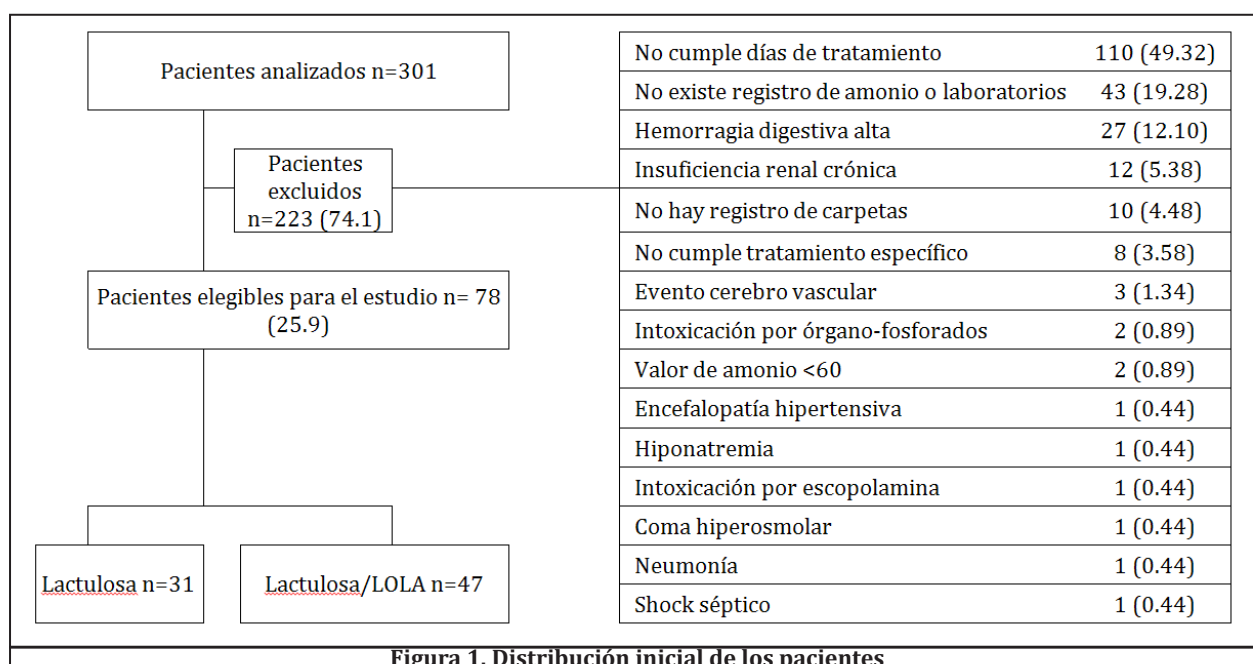 Pacientes analizados n=301
Pacientes
excluidos
n=223 (74.1)
Pacientes elegibles para el estudio n= 78
(25.9)
Lactulosa n=31
Lactulosa/LOLA n=47
No cumple días de tratamiento 110 (49.32)
No existe registro de amonio o laboratorios 43 (19.28)
Hemorragia digestiva alta 27 (12.10)
Insuficiencia renal crónica 12 (5.38)
No hay registro de carpetas 10 (4.48)
No cumple tratamiento específico 8 (3.58)
Evento cerebro vascular 3 (1.34)
Intoxicación por órgano-fosforados 2 (0.89)
Valor de amonio <60 2 (0.89)
Encefalopatía hipertensiva 1 (0.44)
Hiponatremia 1 (0.44)
Intoxicación por escopolamina 1 (0.44)
Coma hiperosmolar 1 (0.44)
Neumonía 1 (0.44)
Shock séptico 1 (0.44)
Figura 1. Distribución inicial de los pacientes